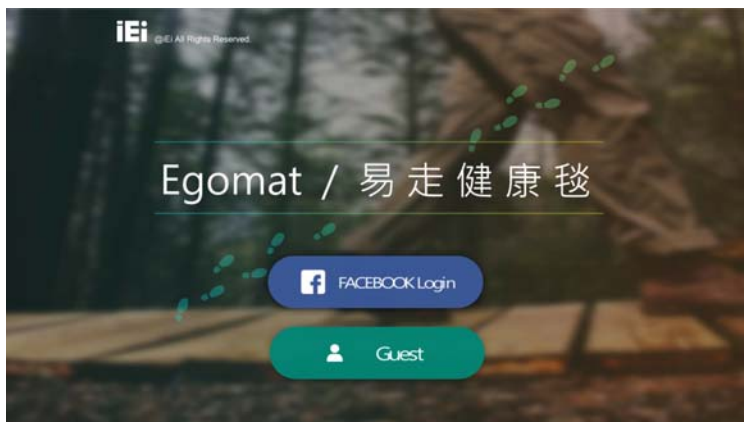 iEi @iEi All Rights Reserved.
Egomat / 易走健康毯
FACEBOOK Login
Guest